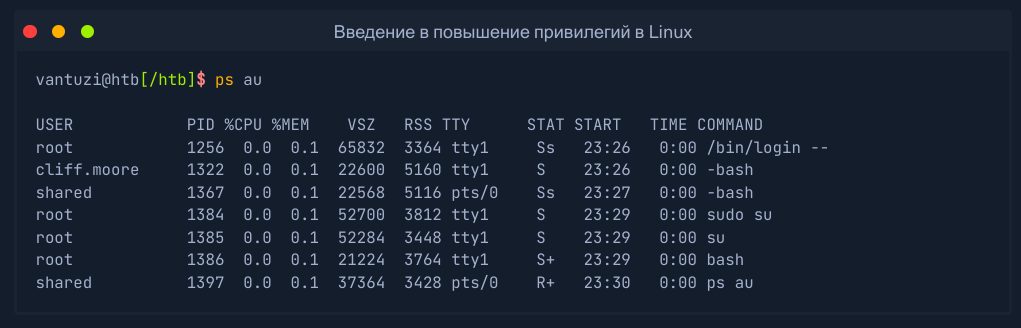 Введение в повышение привилегий в Linux
vantuzi@htb[/htb]$ ps au
USER            PID %CPU %MEM    VSZ   RSS TTY      STAT START   TIME COMMAND
root            1256  0.0  0.1  65832  3364 tty1     Ss   23:26   0:00 /bin/login --
cliff.moore     1322  0.0  0.1  22600  5160 tty1     S    23:26   0:00 -bash
shared          1367  0.0  0.1  22568  5116 pts/0    Ss   23:27   0:00 -bash
root            1384  0.0  0.1  52700  3812 tty1     S    23:29   0:00 sudo su
root            1385  0.0  0.1  52284  3448 tty1     S    23:29   0:00 su
root            1386  0.0  0.1  21224  3764 tty1     S+   23:29   0:00 bash
shared          1397  0.0  0.1  37364  3428 pts/0    R+   23:30   0:00 ps au